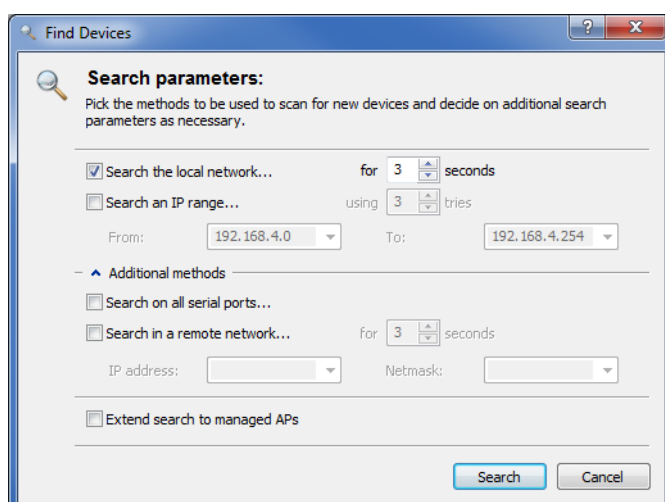 Find Devices
Search parameters:
Pick the methods to be used to scan for new devices and decide on additional search
parameters as necessary.
Search the local network... for 3 seconds
Search an IP range... using 3 tries
From: 192.168.4.0 To: 192.168.4.254
Additional methods
Search on all serial ports...
Search in a remote network... for 3 seconds
IP address: Netmask:
Extend search to managed APs
Search Cancel